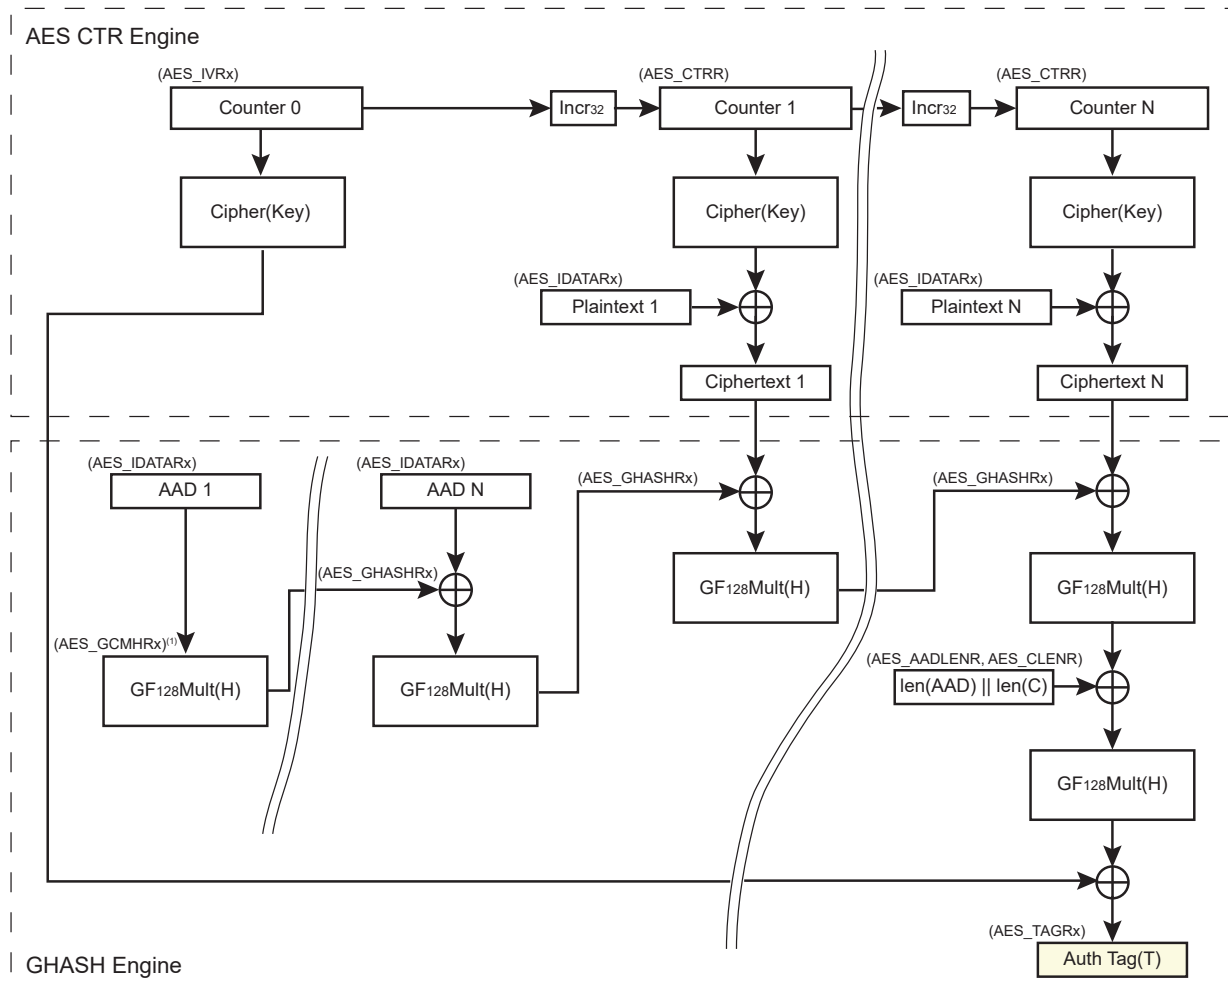 AES CTR Engine
(AES_IVRx)
Counter 0
Incr32
(AES_CTRR)
Counter 1
Incr32
(AES_CTRR)
Counter N
Cipher(Key)
Cipher(Key)
Cipher(Key)
(AES_IDATARx)
Plaintext 1
(AES_IDATARx)
Plaintext N
Ciphertext 1
Ciphertext N
(AES_IDATARx)
AAD 1
(AES_IDATARx)
AAD N
(AES_GHASHRx)
(AES_GHASHRx)
(AES_GHASHRx)
GF128Mult(H)
GF128Mult(H)
(AES_GCMHRx)(1)
GF128Mult(H)
GF128Mult(H)
(AES_AADLENR, AES_CLENR)
len(AAD) || len(C)
GF128Mult(H)
(AES_TAGRx)
Auth Tag(T)
GHASH Engine